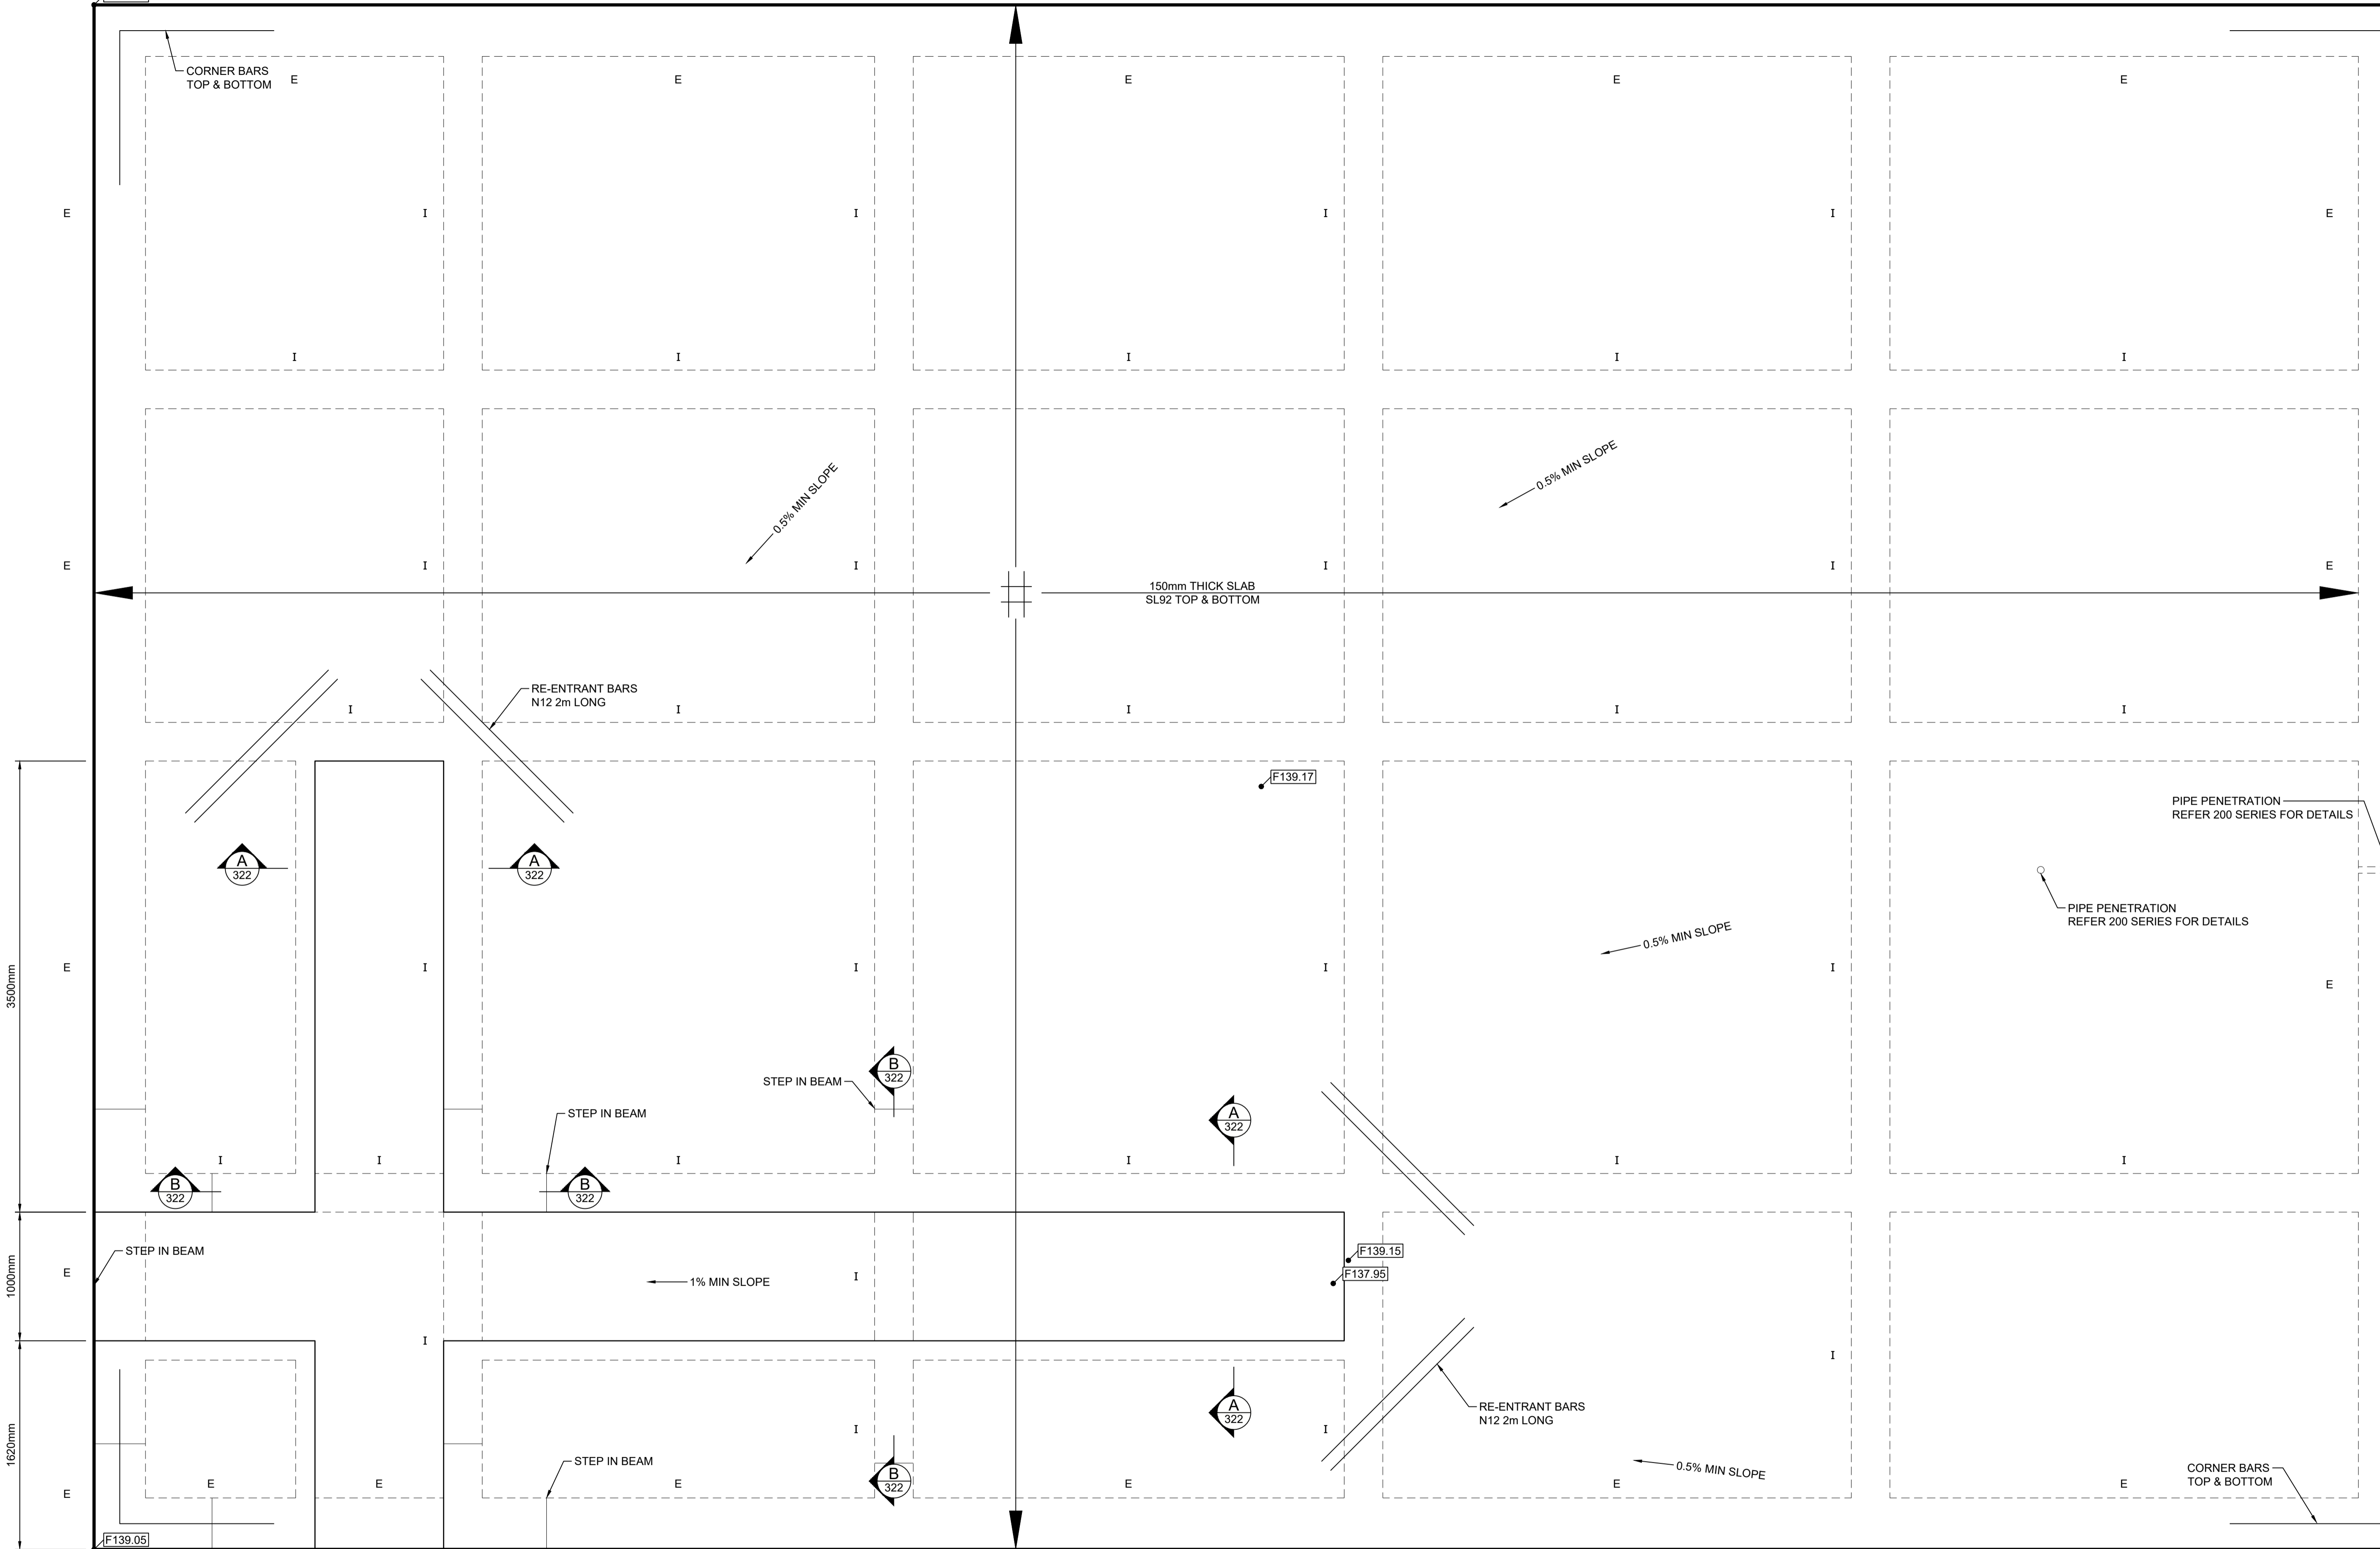 CORNER BARS
TOP & BOTTOM
E
E
E
E
E
E
I
I
I
I
E
I
I
I
I
I
0.5% MIN SLOPE
0.5% MIN SLOPE
E
I
I
I
I
E
150mm THICK SLAB
SL92 TOP & BOTTOM
RE-ENTRANT BARS
N12 2m LONG
I
I
I
I
I
F139.17
PIPE PENETRATION
REFER 200 SERIES FOR DETAILS
A
322
A
322
PIPE PENETRATION
REFER 200 SERIES FOR DETAILS
0.5% MIN SLOPE
3500mm
E
I
I
I
I
E
STEP IN BEAM
B
322
STEP IN BEAM
A
322
I
I
I
I
I
I
B
322
B
322
STEP IN BEAM
1000mm
E
1% MIN SLOPE
I
F139.15
F137.95
I
I
RE-ENTRANT BARS
N12 2m LONG
A
322
1620mm
I
I
STEP IN BEAM
B
322
0.5% MIN SLOPE
CORNER BARS
TOP & BOTTOM
E
E
E
E
E
E
E
F139.05